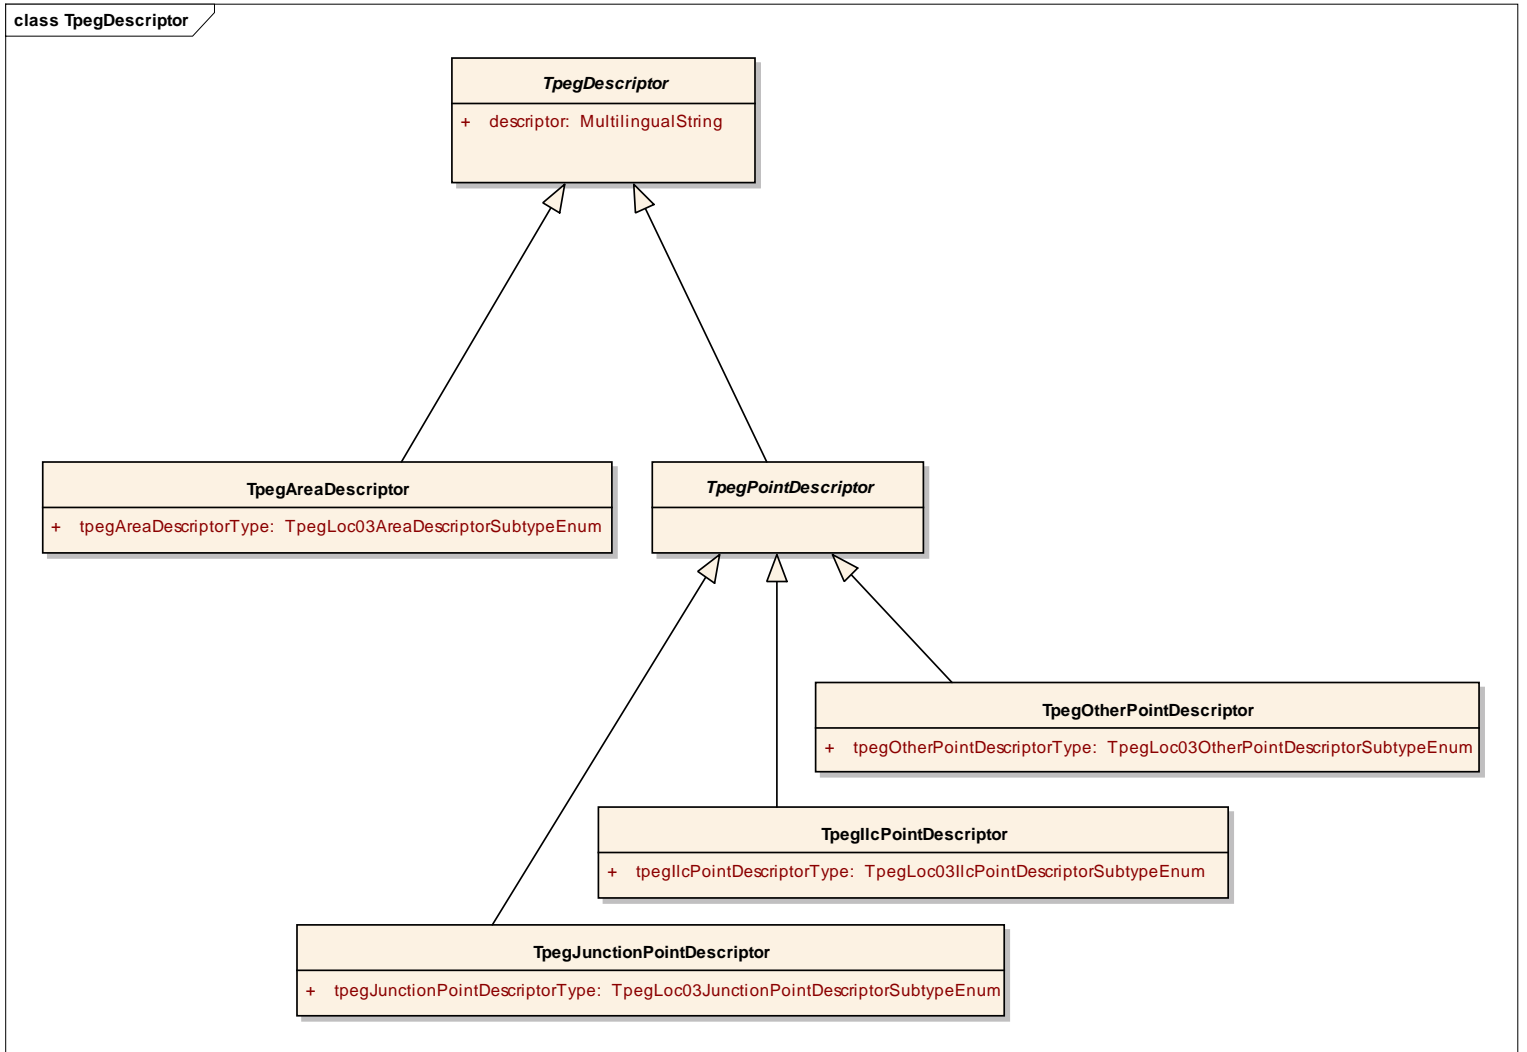 class TpegDescriptor
TpegDescriptor
+ descriptor: MultilingualString
TpegAreaDescriptor
+ tpegAreaDescriptorType: TpegLoc03AreaDescriptorSubtypeEnum
TpegPointDescriptor
TpegOtherPointDescriptor
+ tpegOtherPointDescriptorType: TpegLoc03OtherPointDescriptorSubtypeEnum
TpegIlcPointDescriptor
+ tpegIlcPointDescriptorType: TpegLoc03IlcPointDescriptorSubtypeEnum
TpegJunctionPointDescriptor
+ tpegJunctionPointDescriptorType: TpegLoc03JunctionPointDescriptorSubtypeEnum